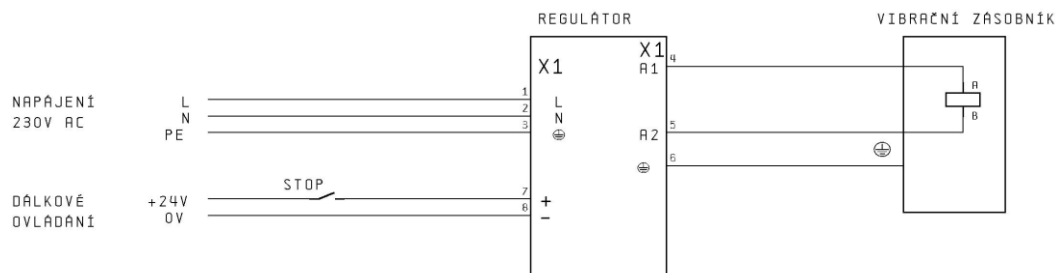 REGULÁTOR
VIBRAČNÍ ZÁSOBNÍK
X1
X1
4
A1
A
B
NAPÁJENÍ
230V AC
L
N
PE
1
2
3
L
N
A2
5
6
STOP
DÁLKOVÉ
OVLÁDÁNÍ
+24V
0V
7
8
+
−